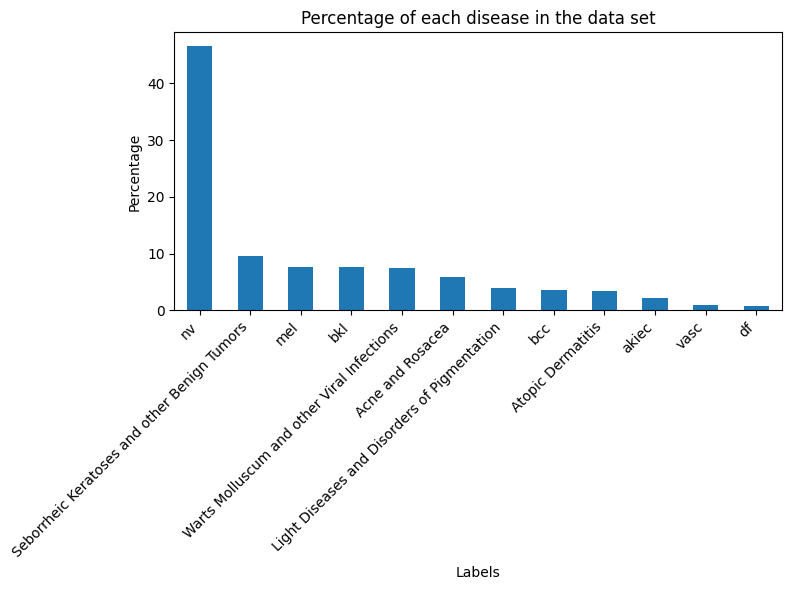 Percentage of each disease in the data set
Percentage
40
30
20
10
0
nv
Seborrheic Keratoses and other Benign Tumors
mel
bkl
Warts Molluscum and other Viral Infections
Acne and Rosacea
Light Diseases and Disorders of Pigmentation
bcc
Atopic Dermatitis
akiec
vasc
df
Labels